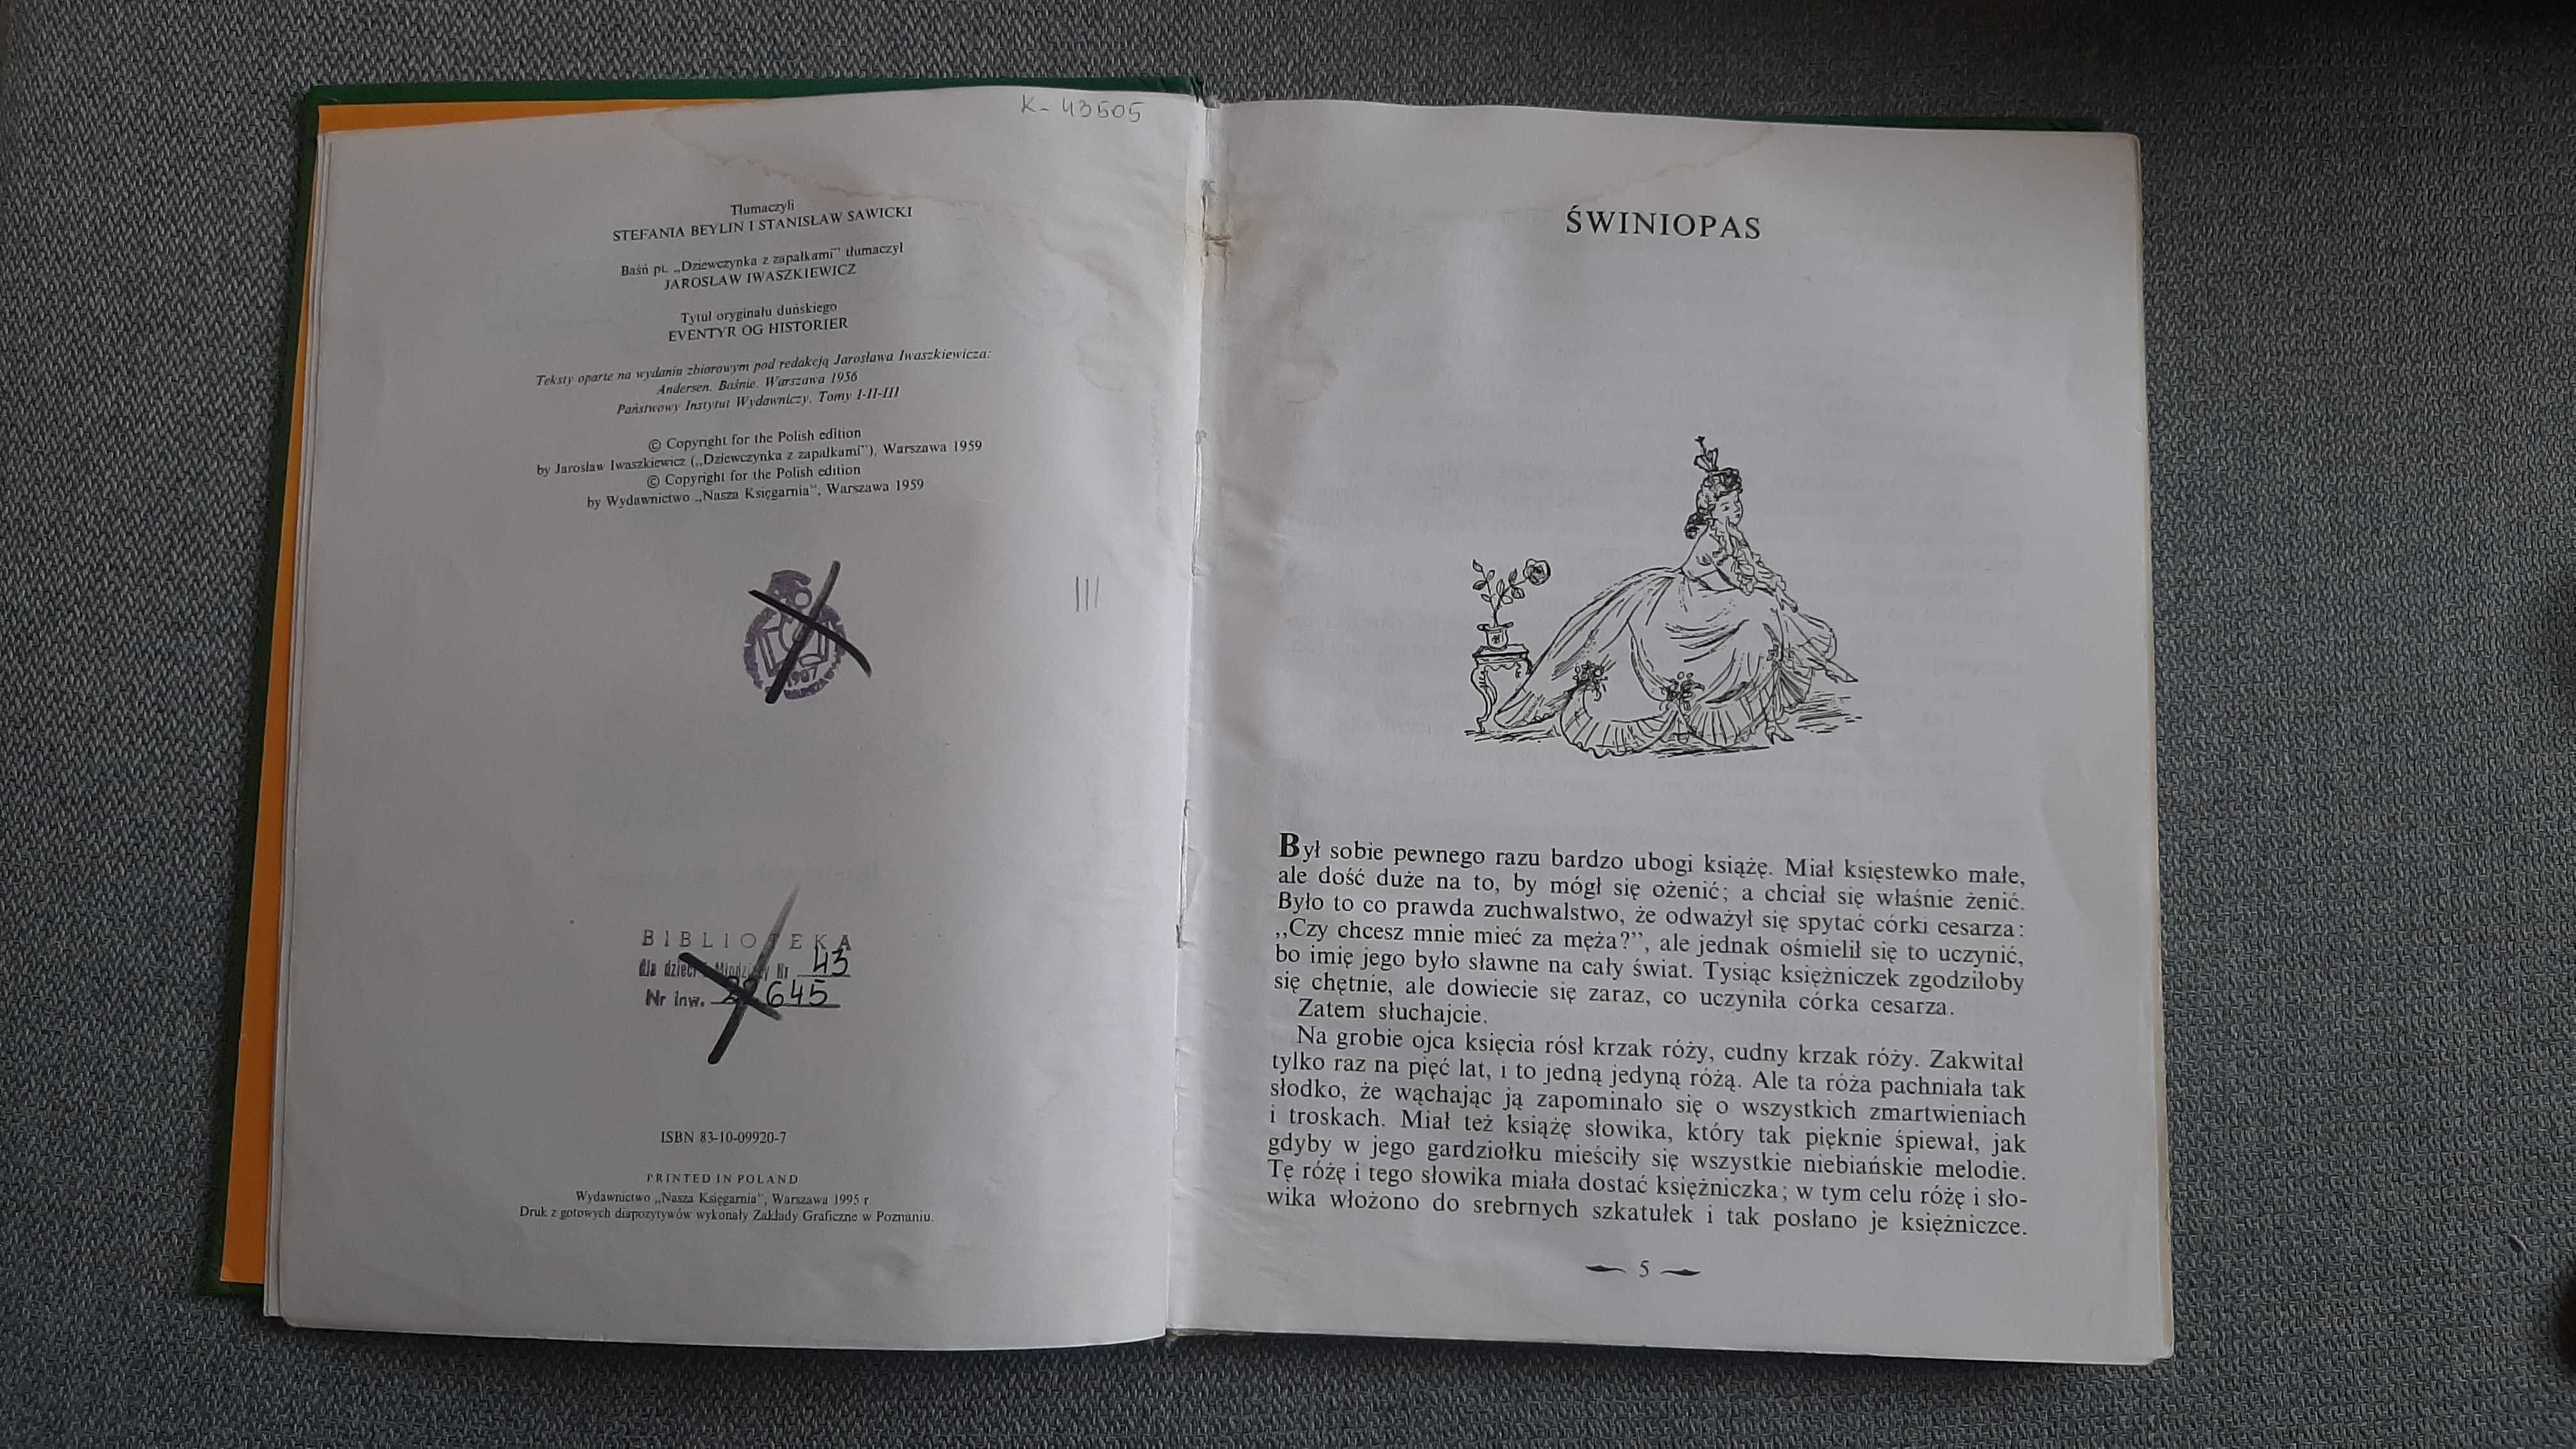 K-43505
Tłumaczyli
STEFANIA BEYLIN I STANISŁAW SAWICKI
Baśń pt. „Dziewczynka z zapałkami” tłumaczył
JAROSŁAW IWASZKIEWICZ
Tytuł oryginału duńskiego
EVENTYR OG HISTORIER
Teksty oparte na wydaniu zbiorowym pod redakcją Jarosława Iwaszkiewicza:
Andersen. Baśnie. Warszawa 1956
Państwowy Instytut Wydawniczy. Tomy I-II-III
© Copyright for the Polish edition
by Jarosław Iwaszkiewicz („Dziewczynka z zapałkami”), Warszawa 1959
© Copyright for the Polish edition
by Wydawnictwo „Nasza Księgarnia”, Warszawa 1959
III
1907
BIBLIOTEKA
dla dzieci i Młodzieży Nr 43
Nr inw. 22645
ISBN 83-10-09920-7
PRINTED IN POLAND
Wydawnictwo „Nasza Księgarnia”, Warszawa 1995 r.
Druk z gotowych diapozytywów wykonały Zakłady Graficzne w Poznaniu.
ŚWINIOPAS
Był sobie pewnego razu bardzo ubogi książę. Miał księstewko małe,
ale dość duże na to, by mógł się ożenić; a chciał się właśnie żenić.
Było to co prawda zuchwalstwo, że odważył się spytać córki cesarza:
„Czy chcesz mnie mieć za męża?”, ale jednak ośmielił się to uczynić,
bo imię jego było sławne na cały świat. Tysiąc księżniczek zgodziłoby
się chętnie, ale dowiecie się zaraz, co uczyniła córka cesarza.
Zatem słuchajcie.
Na grobie ojca księcia rósł krzak róży, cudny krzak róży. Zakwitał
tylko raz na pięć lat, i to jedną jedyną różą. Ale ta róża pachniała tak
słodko, że wąchając ją zapominało się o wszystkich zmartwieniach
i troskach. Miał też książę słowika, który tak pięknie śpiewał, jak
gdyby w jego gardziołku mieściły się wszystkie niebiańskie melodie.
Tę różę i tego słowika miała dostać księżniczka; w tym celu różę i sło-
wika włożono do srebrnych szkatułek i tak posłano je księżniczce.
5